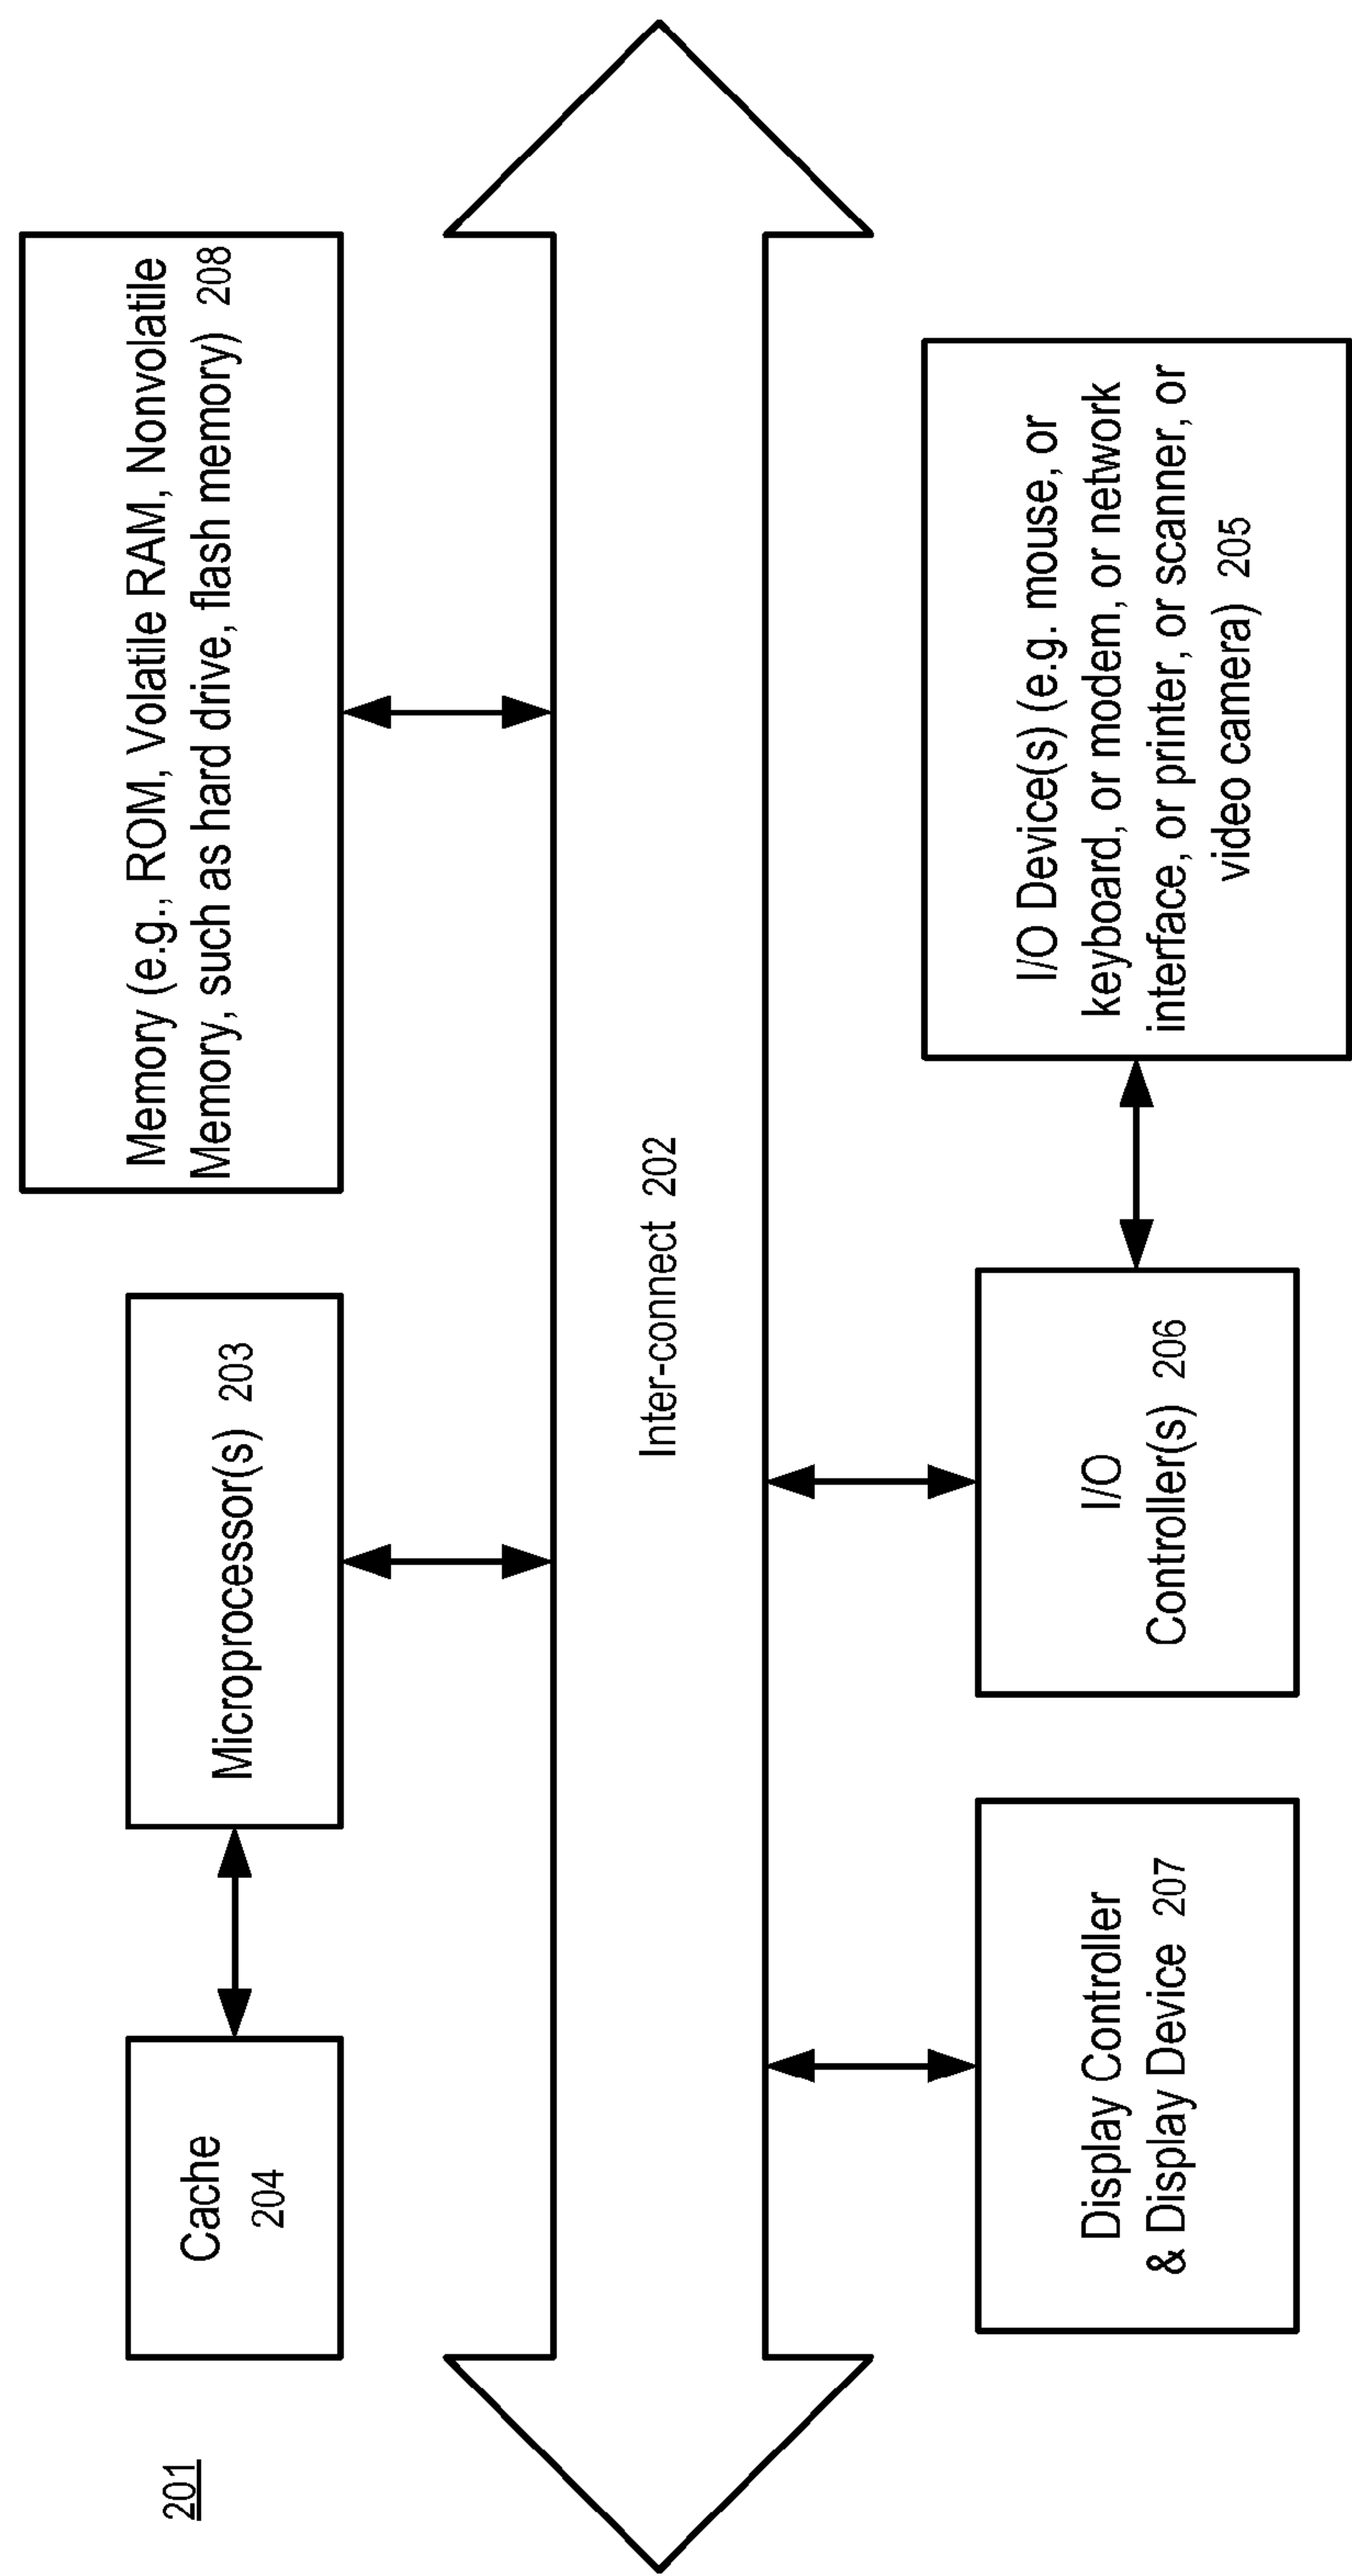 201
Cache
204
Microprocessor(s) 203
Memory (e.g., ROM, Volatile RAM, Nonvolatile
Memory, such as hard drive, flash memory) 208
Inter-connect 202
Display Controller
& Display Device 207
I/O
Controller(s) 206
I/O Device(s) (e.g. mouse, or
keyboard, or modem, or network
interface, or printer, or scanner, or
video camera) 205